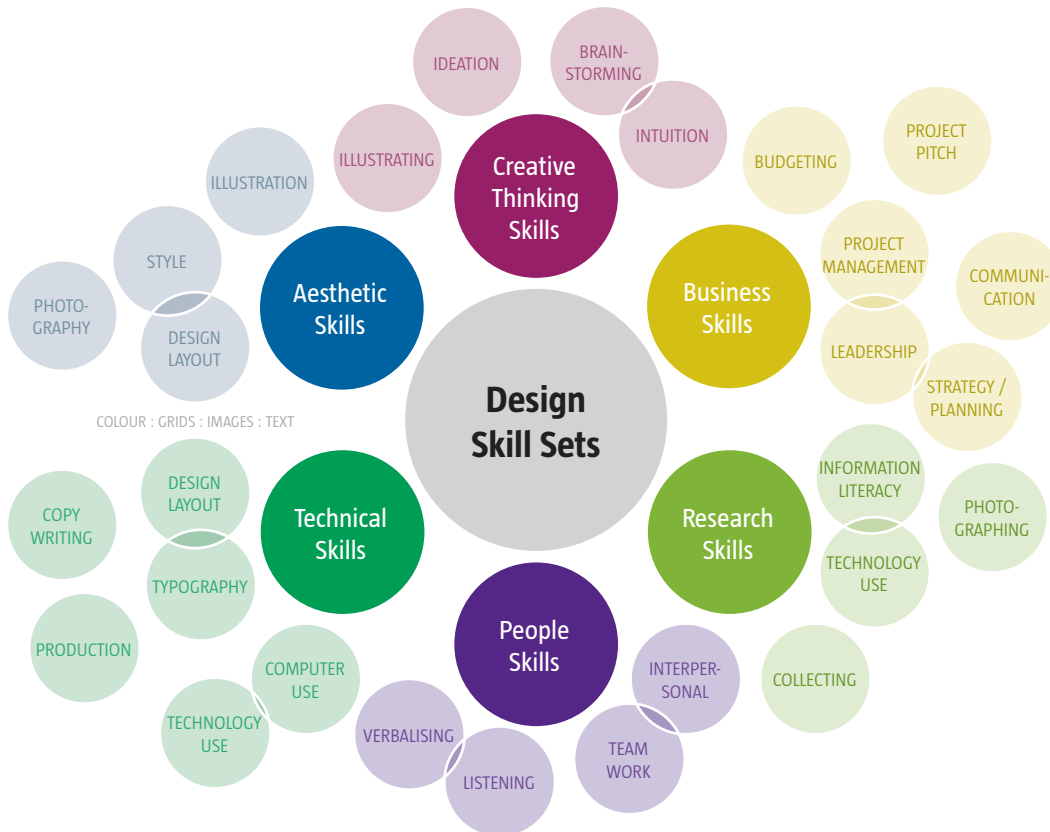 IDEATION
BRAIN-
STORMING
ILLUSTRATING
INTUITION
Creative
Thinking
Skills
BUDGETING
PROJECT
PITCH
PROJECT
MANAGEMENT
COMMUNI-
CATION
LEADERSHIP
STRATEGY /
PLANNING
Business
Skills
ILLUSTRATION
STYLE
PHOTO-
GRAPHY
DESIGN
LAYOUT
Aesthetic
Skills
COLOUR : GRIDS : IMAGES : TEXT
Design
Skill Sets
DESIGN
LAYOUT
COPY
WRITING
TYPOGRAPHY
PRODUCTION
COMPUTER
USE
TECHNOLOGY
USE
Technical
Skills
INFORMATION
LITERACY
PHOTO-
GRAPHING
TECHNOLOGY
USE
COLLECTING
Research
Skills
People
Skills
INTERPER-
SONAL
VERBALISING
LISTENING
TEAM
WORK